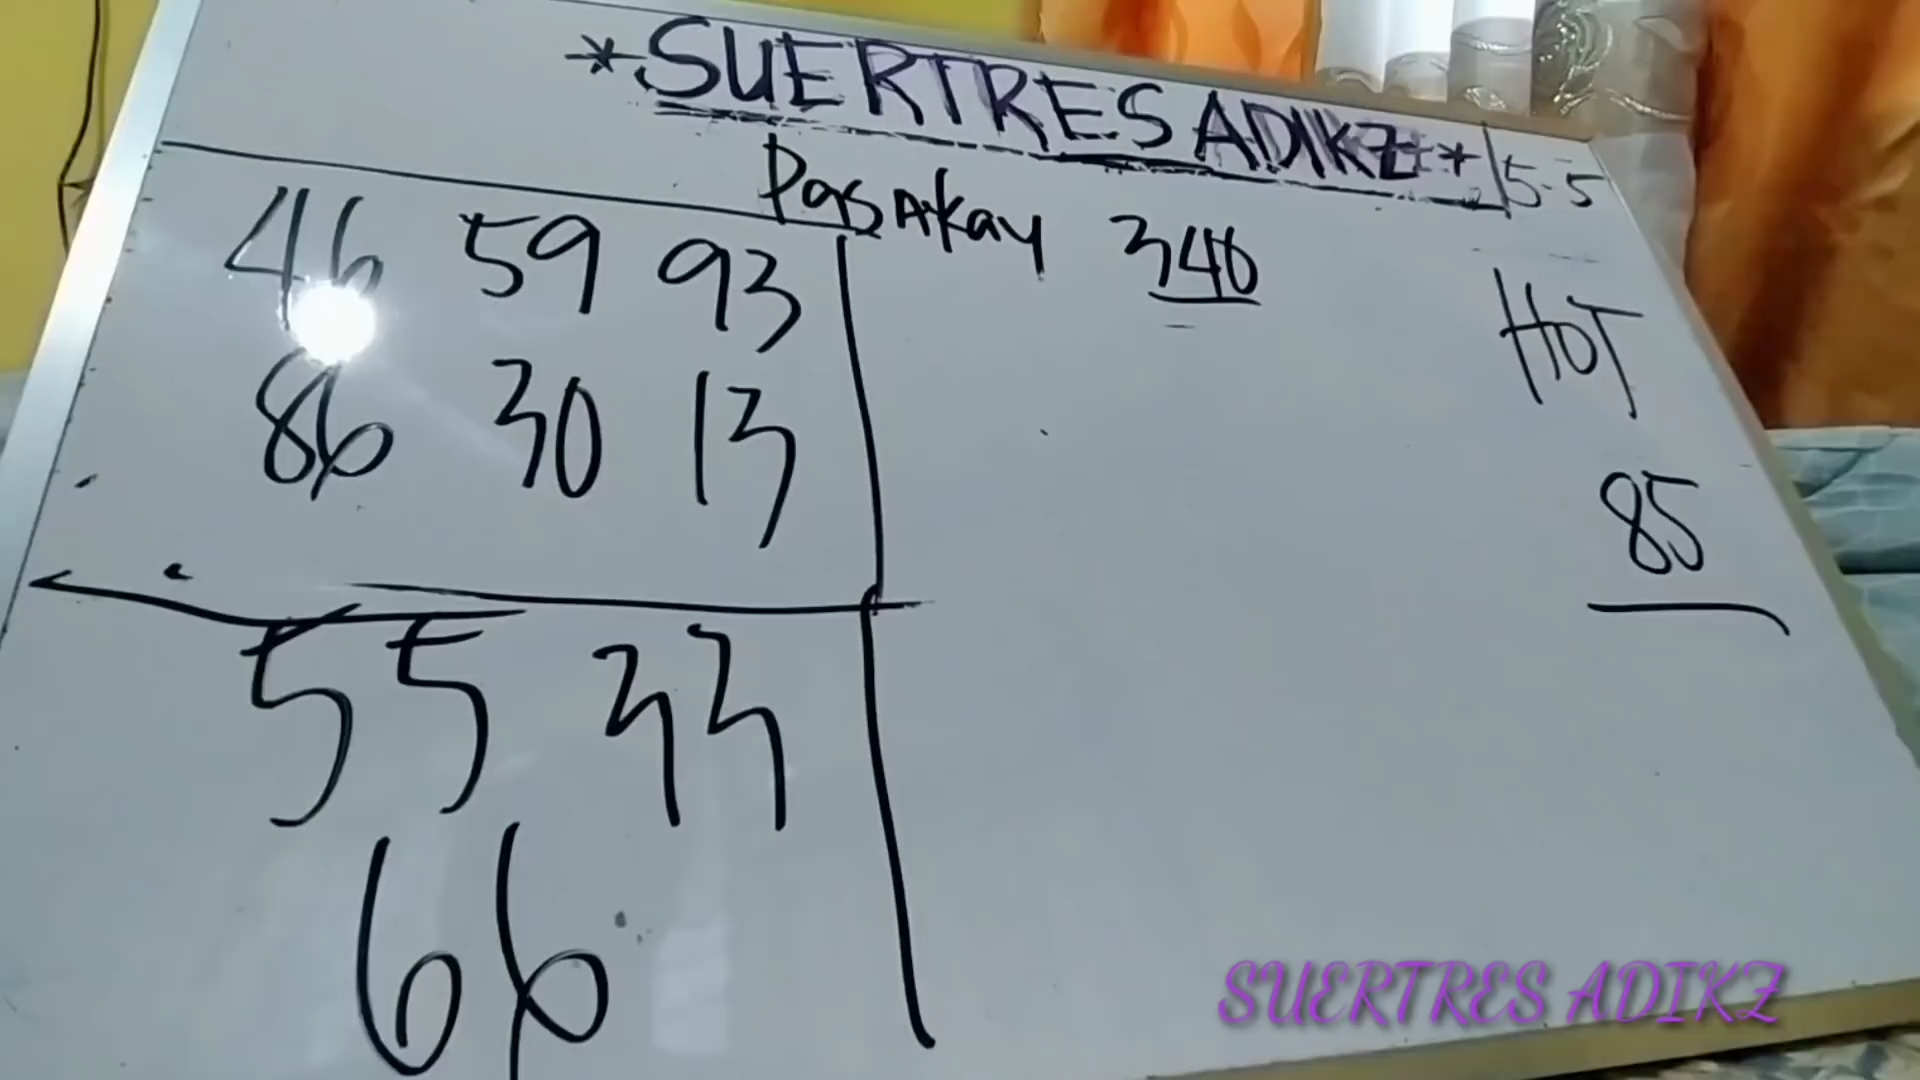 *SUERTRES ADIKZ* 5-5
PASAKAY 340
46 59 93
86 30 13
55 33
66
HOT
85
SUERTRES ADIKZ